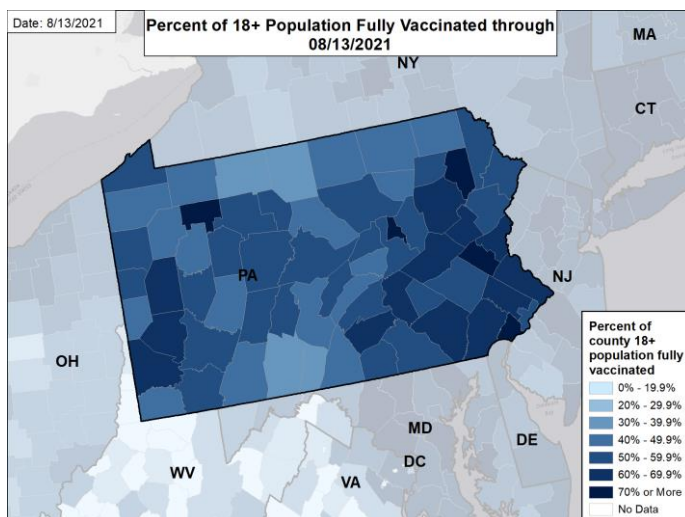 Date: 8/13/2021
Percent of 18+ Population Fully Vaccinated through
08/13/2021
MA
NY
CT
NJ
PA
OH
MD
DE
WV
DC
VA
Percent of
county 18+
population fully
vaccinated
0% - 19.9%
20% - 29.9%
30% - 39.9%
40% - 49.9%
50% - 59.9%
60% - 69.9%
70% or More
No Data